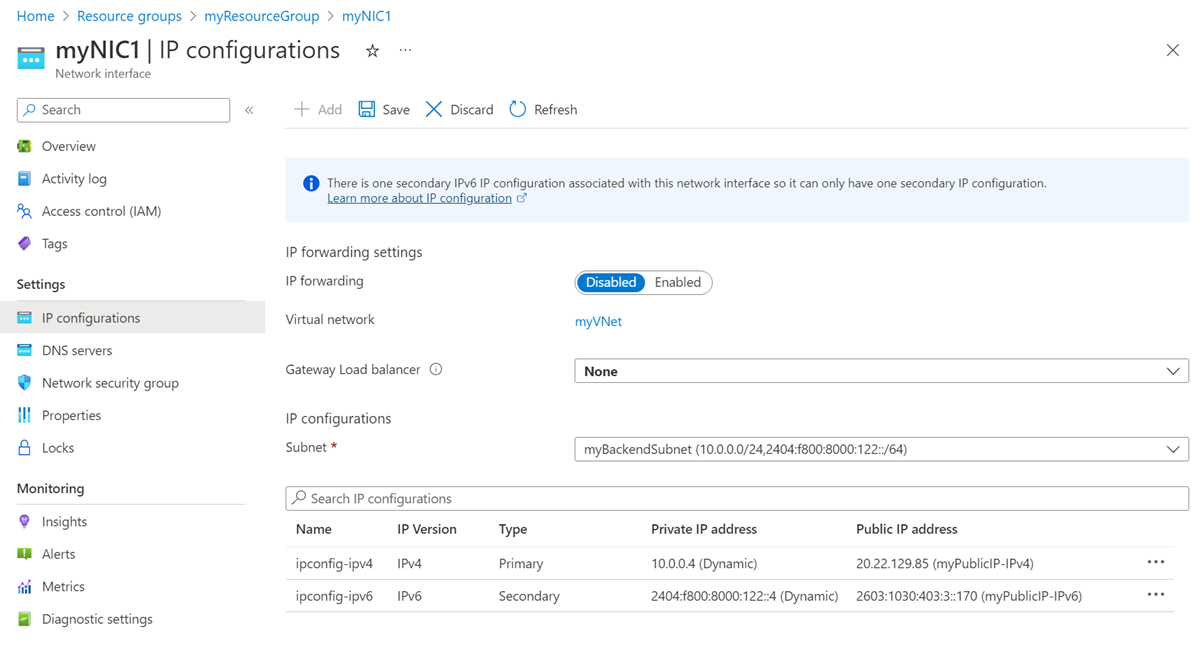 Home > Resource groups > myResourceGroup > myNIC1
myNIC1 | IP configurations ☆ ...
Network interface
Search «
Overview
Activity log
Access control (IAM)
Tags
Settings
IP configurations
DNS servers
Network security group
Properties
Locks
Monitoring
Insights
Alerts
Metrics
Diagnostic settings
Add Save Discard Refresh
There is one secondary IPv6 IP configuration associated with this network interface so it can only have one secondary IP configuration.
Learn more about IP configuration
IP forwarding settings
IP forwarding Disabled Enabled
Virtual network myVNet
Gateway Load balancer None
IP configurations
Subnet * myBackendSubnet (10.0.0.0/24,2404:f800:8000:122::/64)
Search IP configurations
Name IP Version Type Private IP address Public IP address
ipconfig-ipv4 IPv4 Primary 10.0.0.4 (Dynamic) 20.22.129.85 (myPublicIP-IPv4) ...
ipconfig-ipv6 IPv6 Secondary 2404:f800:8000:122::4 (Dynamic) 2603:1030:403:3::170 (myPublicIP-IPv6) ...